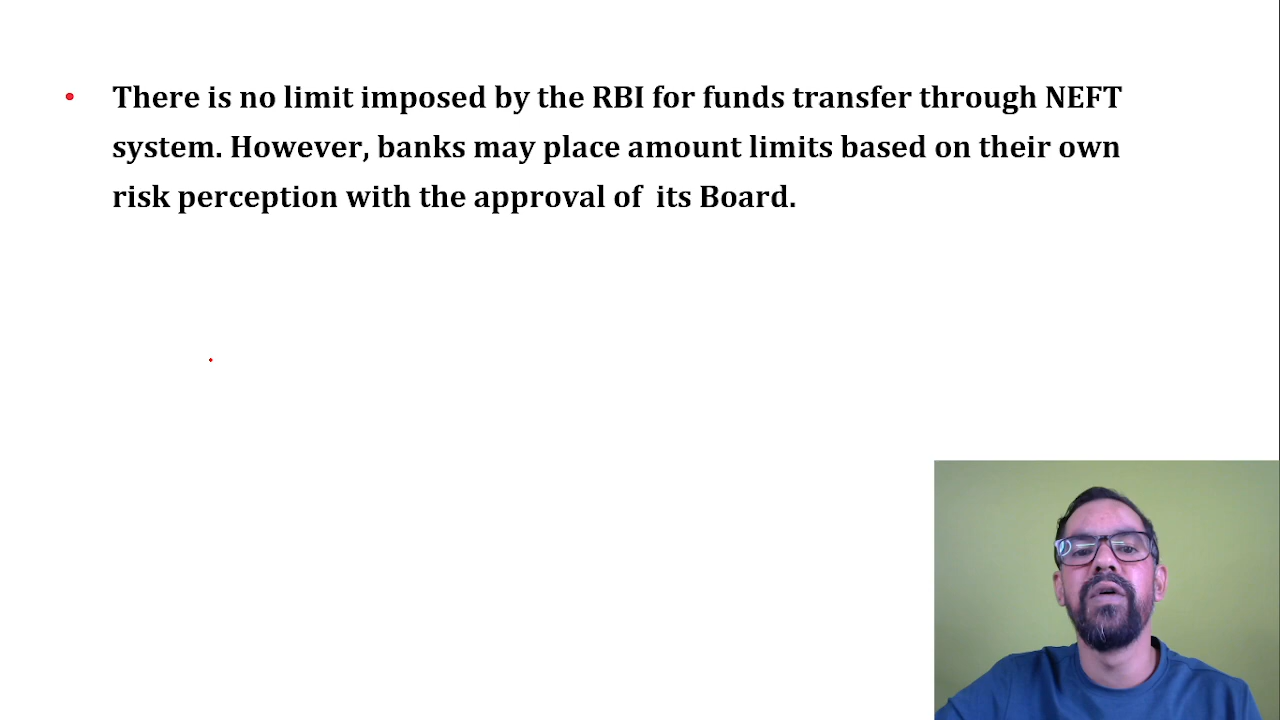 There is no limit imposed by the RBI for funds transfer through NEFT
system. However, banks may place amount limits based on their own
risk perception with the approval of  its Board.